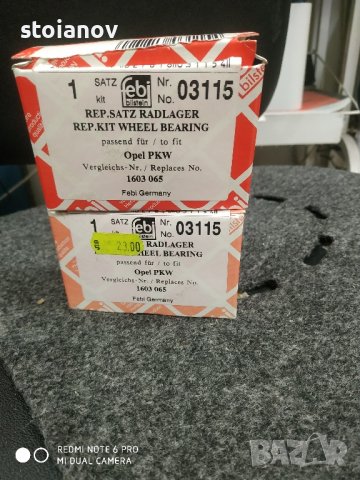 stoianov
1 SATZ kit febi bilstein Nr. No. 03115
REP.SATZ RADLAGER
REP.KIT WHEEL BEARING
passend für / to fit
Opel PKW
Vergleichs-Nr. / Replaces No.
1603 065
Febi Germany
bilstein
1 SATZ febi Nr. No. 03115
23.00
RADLAGER
WHEEL BEARING
passend für / to fit
Opel PKW
Vergleichs-Nr. / Replaces No.
1603 065
Febi Germany
REDMI NOTE 6 PRO
MI DUAL CAMERA
BAZAR